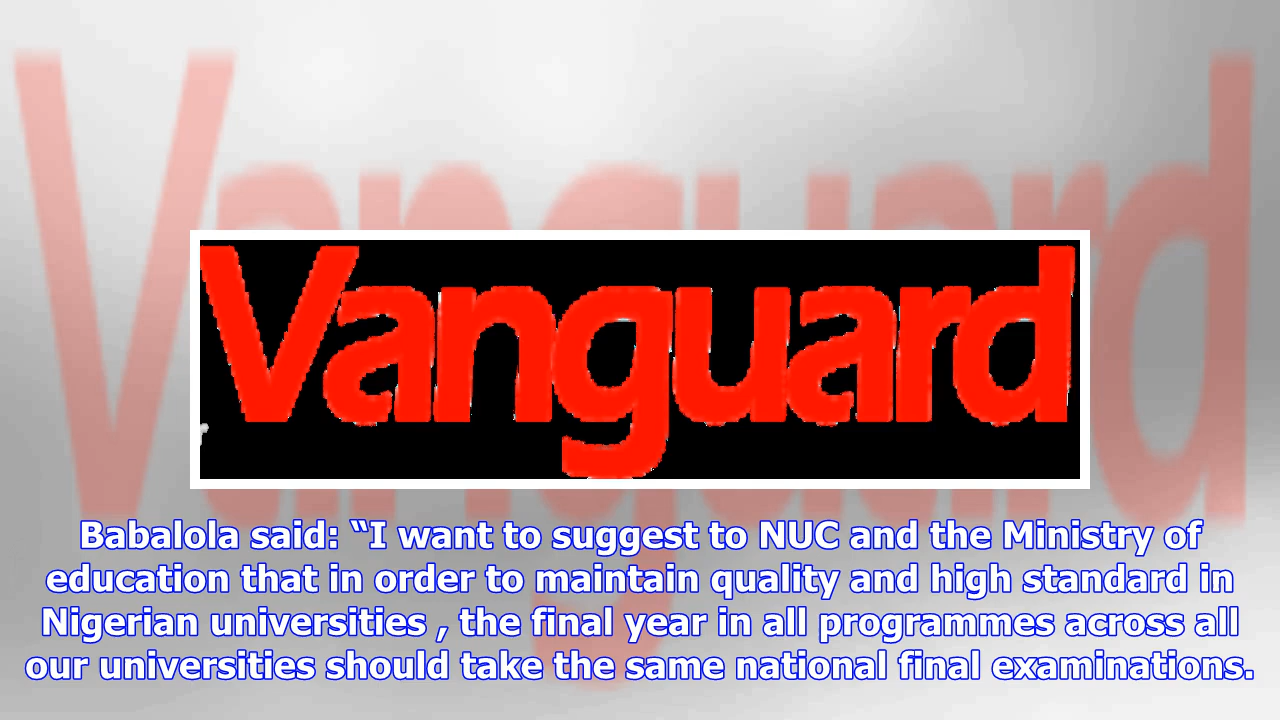 Vanguard
Babalola said: “I want to suggest to NUC and the Ministry of
education that in order to maintain quality and high standard in
Nigerian universities , the final year in all programmes across all
our universities should take the same national final examinations.